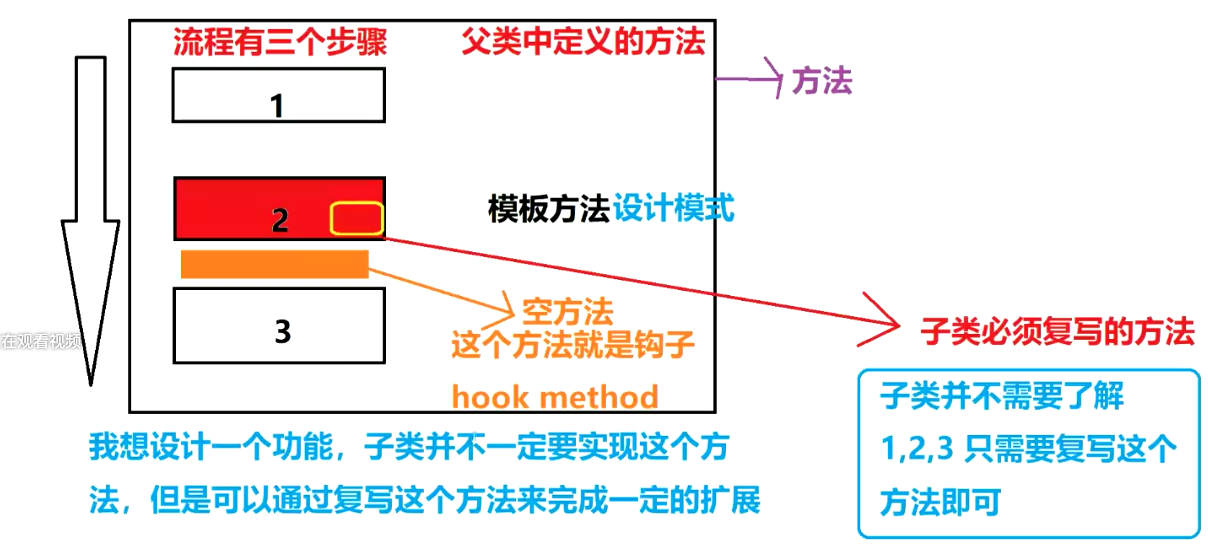 流程有三个步骤
父类中定义的方法
方法
1
2
模板方法设计模式
空方法
这个方法就是钩子
3
hook method
在观看视频
子类必须复写的方法
子类并不需要了解
1,2,3 只需要复写这个
方法即可
我想设计一个功能，子类并不一定要实现这个方
法，但是可以通过复写这个方法来完成一定的扩展